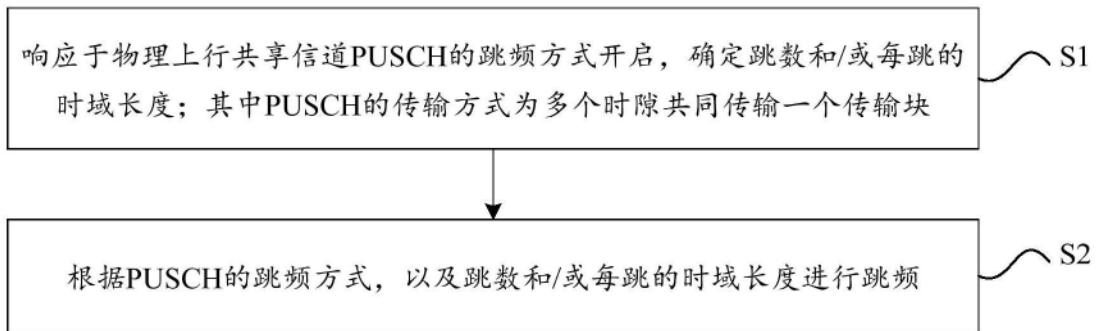 响应于物理上行共享信道PUSCH的跳频方式开启，确定跳数和/或每跳的
时域长度；其中PUSCH的传输方式为多个时隙共同传输一个传输块
S1
根据PUSCH的跳频方式，以及跳数和/或每跳的时域长度进行跳频
S2